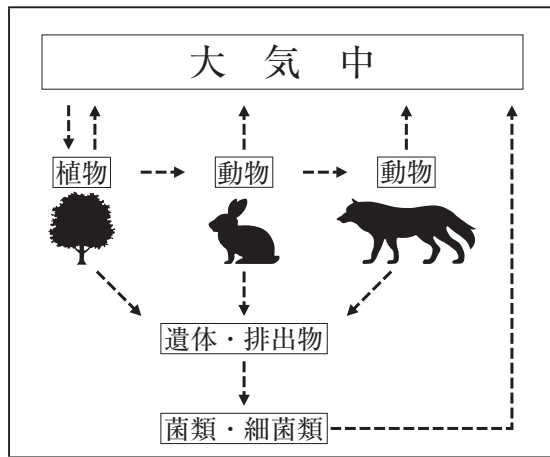 大気中
植物
動物
動物
遺体・排出物
菌類・細菌類